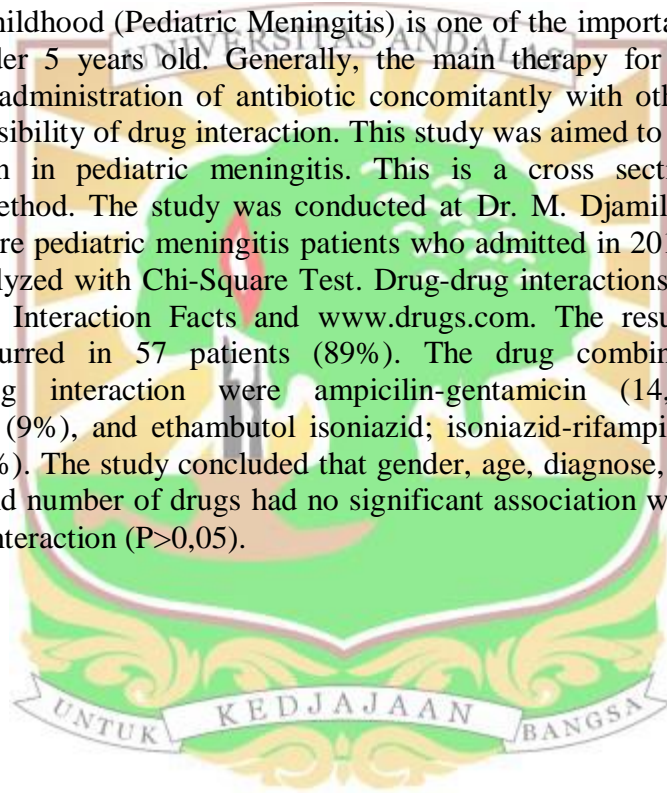 ildhood (Pediatric Meningitis) is one of the importa
der 5 years old. Generally, the main therapy for
administration of antibiotic concomitantly with oth
sibility of drug interaction. This study was aimed to
n in pediatric meningitis. This is a cross secti
ethod. The study was conducted at Dr. M. Djamil
re pediatric meningitis patients who admitted in 201
lyzed with Chi-Square Test. Drug-drug interactions
Interaction Facts and www.drugs.com. The resu
urred in 57 patients (89%). The drug combin
g interaction were ampicilin-gentamicin (14,
(9%), and ethambutol isoniazid; isoniazid-rifampi
%). The study concluded that gender, age, diagnose,
nd number of drugs had no significant association w
nteraction (P>0,05).
UNIVERSITAS ANDALAS
UNTUK KEDJAJAAN BANGSA